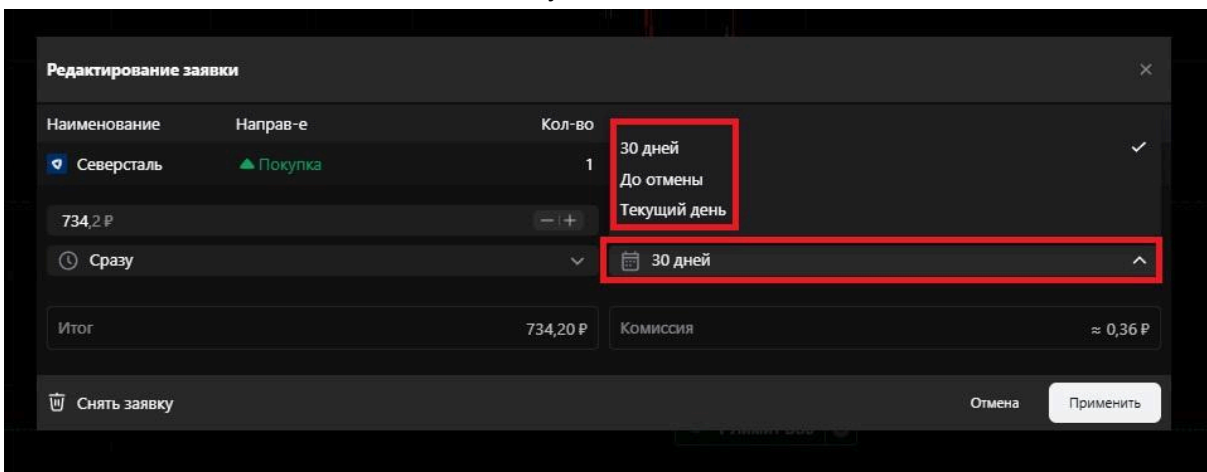 Редактирование заявки
Наименование Направ-е Кол-во
Северсталь Покупка 1
30 дней
До отмены
Текущий день
734,2 ₽
Сразу
30 дней
Итог 734,20 ₽
Комиссия ≈ 0,36 ₽
Снять заявку
Отмена
Применить